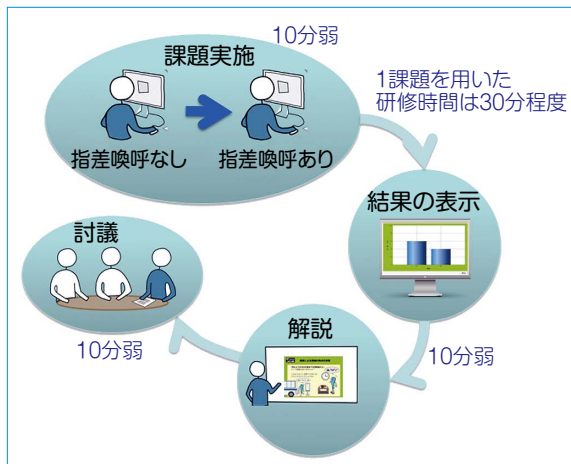 10分弱
課題実施
指差喚呼なし
指差喚呼あり
1課題を用いた
研修時間は30分程度
結果の表示
討議
解説
10分弱
10分弱